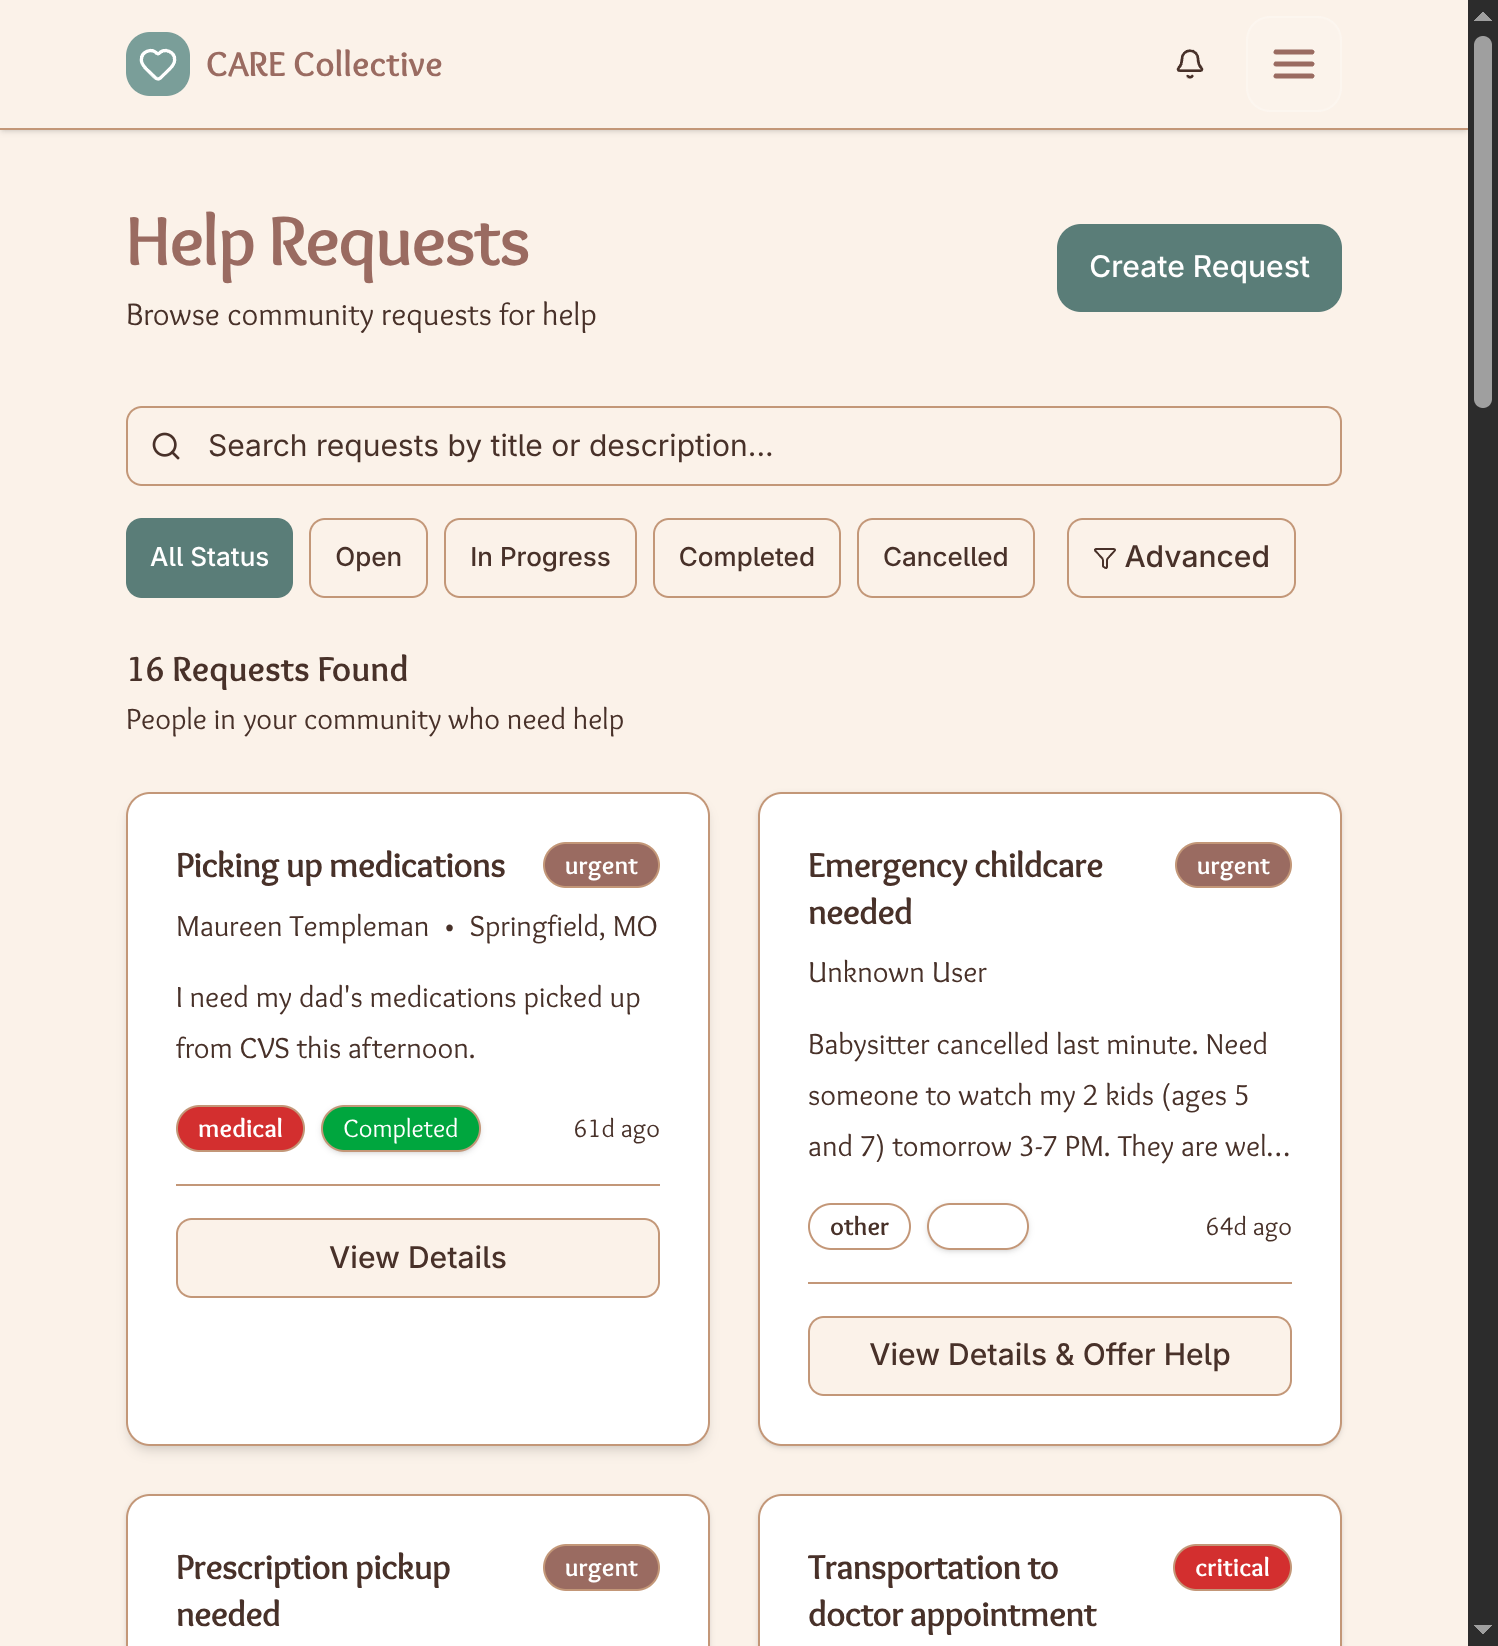 CARE Collective
Help Requests
Create Request
Browse community requests for help
Search requests by title or description...
All Status
Open
In Progress
Completed
Cancelled
Advanced
16 Requests Found
People in your community who need help
Picking up medications
urgent
Maureen Templeman • Springfield, MO
I need my dad's medications picked up
from CVS this afternoon.
medical
Completed
61d ago
View Details
Emergency childcare
needed
urgent
Unknown User
Babysitter cancelled last minute. Need
someone to watch my 2 kids (ages 5
and 7) tomorrow 3-7 PM. They are wel...
other
64d ago
View Details & Offer Help
Prescription pickup
needed
urgent
Transportation to
doctor appointment
critical